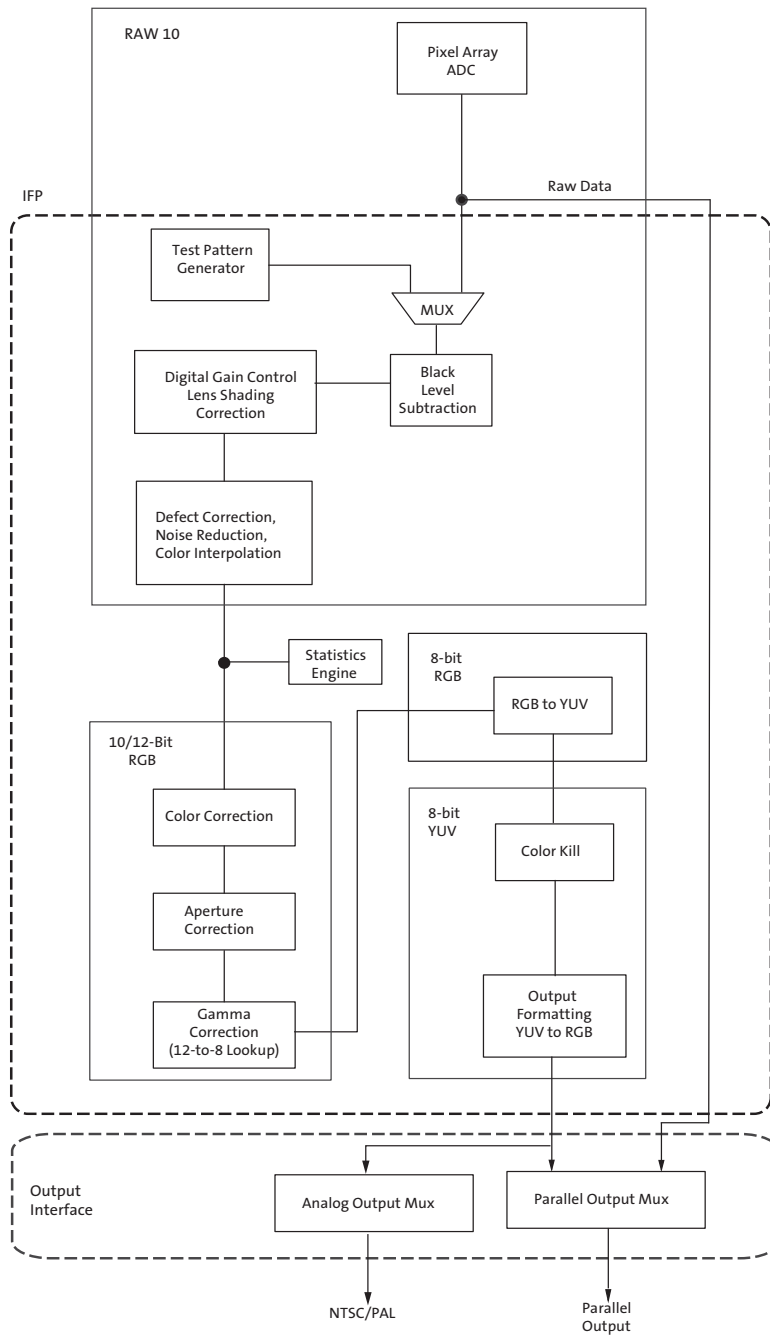 RAW 10
Pixel Array
ADC
IFP
Raw Data
Test Pattern
Generator
MUX
Digital Gain Control
Lens Shading
Correction
Black
Level
Subtraction
Defect Correction,
Noise Reduction,
Color Interpolation
Statistics
Engine
8-bit
RGB
RGB to YUV
10/12-Bit
RGB
8-bit
YUV
Color Correction
Color Kill
Aperture
Correction
Output
Formatting
YUV to RGB
Gamma
Correction
(12-to-8 Lookup)
Output
Interface
Analog Output Mux
Parallel Output Mux
NTSC/PAL
Parallel
Output